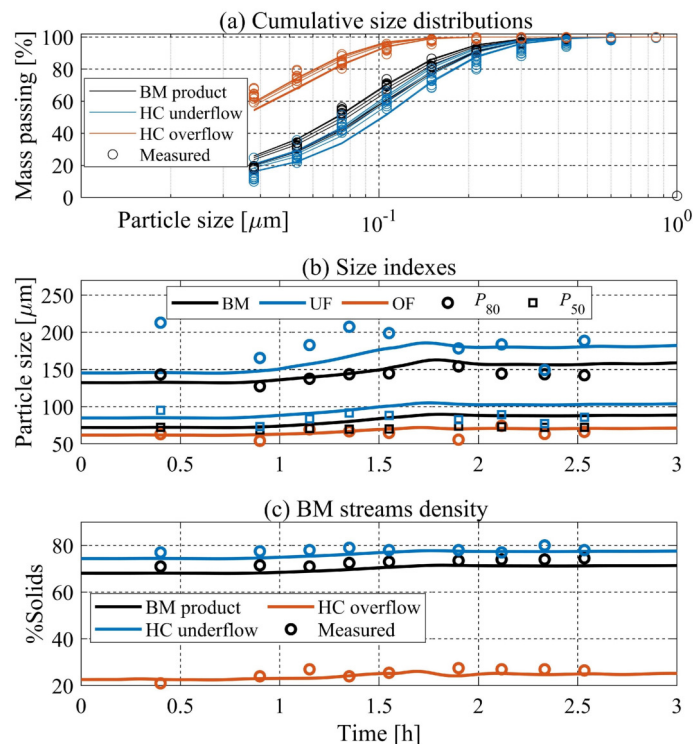 (a) Cumulative size distributions
Mass passing [%]
100
80
60
40
20
0
BM product
HC underflow
HC overflow
Measured
Particle size [μm]
10⁻¹
10⁰
(b) Size indexes
Particle size [μm]
250
200
150
100
50
BM UF OF P₈₀ P₅₀
0 0.5 1 1.5 2 2.5 3
(c) BM streams density
%Solids
80
60
40
20
BM product HC overflow
HC underflow Measured
0 0.5 1 1.5 2 2.5 3
Time [h]